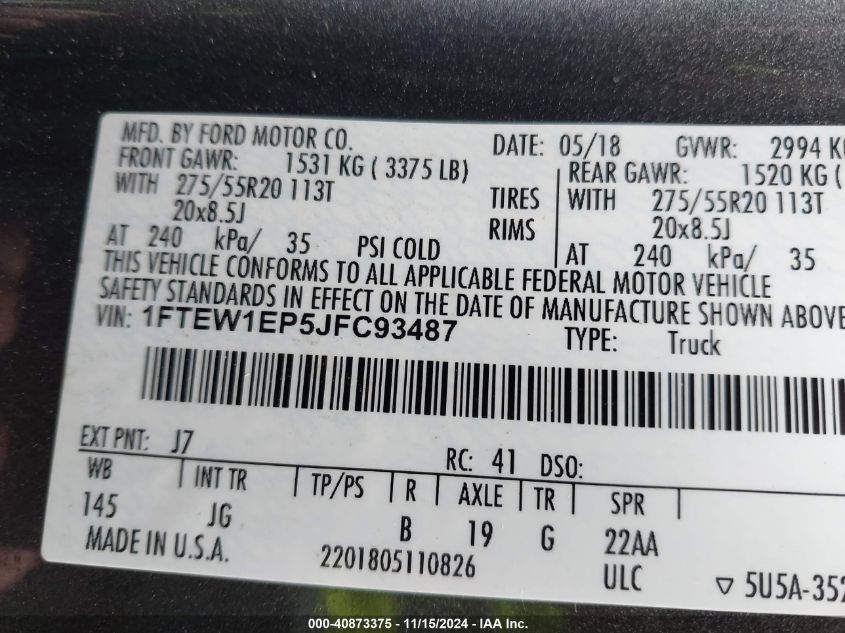 MFD. BY FORD MOTOR CO. DATE: 05/18 GVWR: 2994 K
FRONT GAWR: 1531 KG ( 3375 LB) REAR GAWR: 1520 KG (
WITH 275/55R20 113T TIRES WITH 275/55R20 113T
20x8.5J RIMS 20x8.5J
AT 240 kPa/ 35 PSI COLD AT 240 kPa/ 35
THIS VEHICLE CONFORMS TO ALL APPLICABLE FEDERAL MOTOR VEHICLE
SAFETY STANDARDS IN EFFECT ON THE DATE OF MANUFACTURE SHOWN ABOVE
VIN: 1FTEW1EP5JFC93487 TYPE: Truck
EXT PNT: J7 RC: 41 DSO:
WB INT TR TP/PS R AXLE TR SPR
145 JG B 19 G 22AA
MADE IN U.S.A. 2201805110826 ULC ▽ 5U5A-352
000-40873375 - 11/15/2024 - IAA Inc.